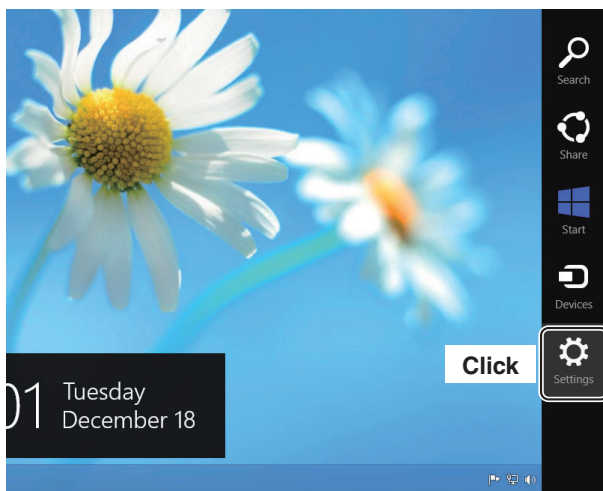 Search
Share
Start
Devices
Click
Settings
01
Tuesday
December 18